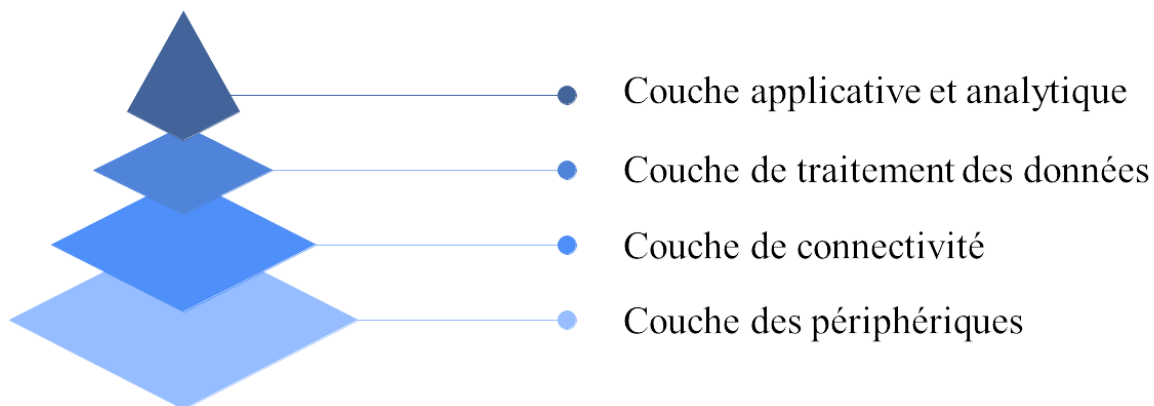 Couche applicative et analytique
Couche de traitement des données
Couche de connectivité
Couche des périphériques